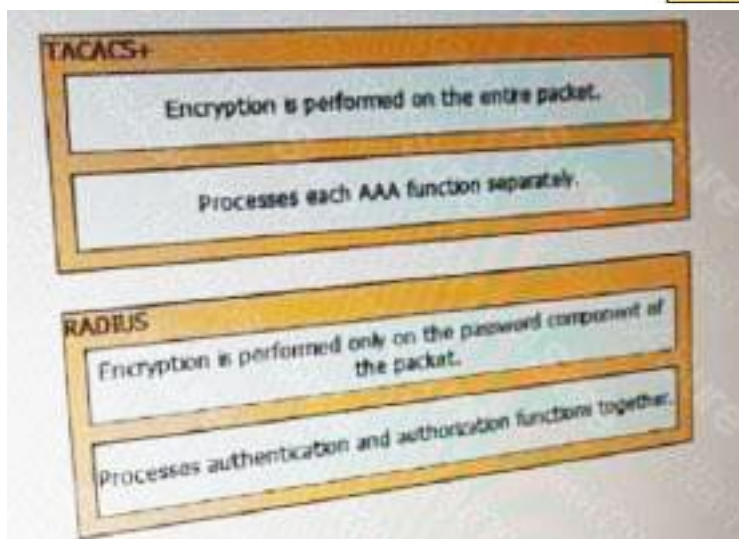 TACACS+
Encryption is performed on the entire packet.
Processes each AAA function separately.
RADIUS
Encryption is performed only on the password component of
the packet.
Processes authentication and authorization functions together.